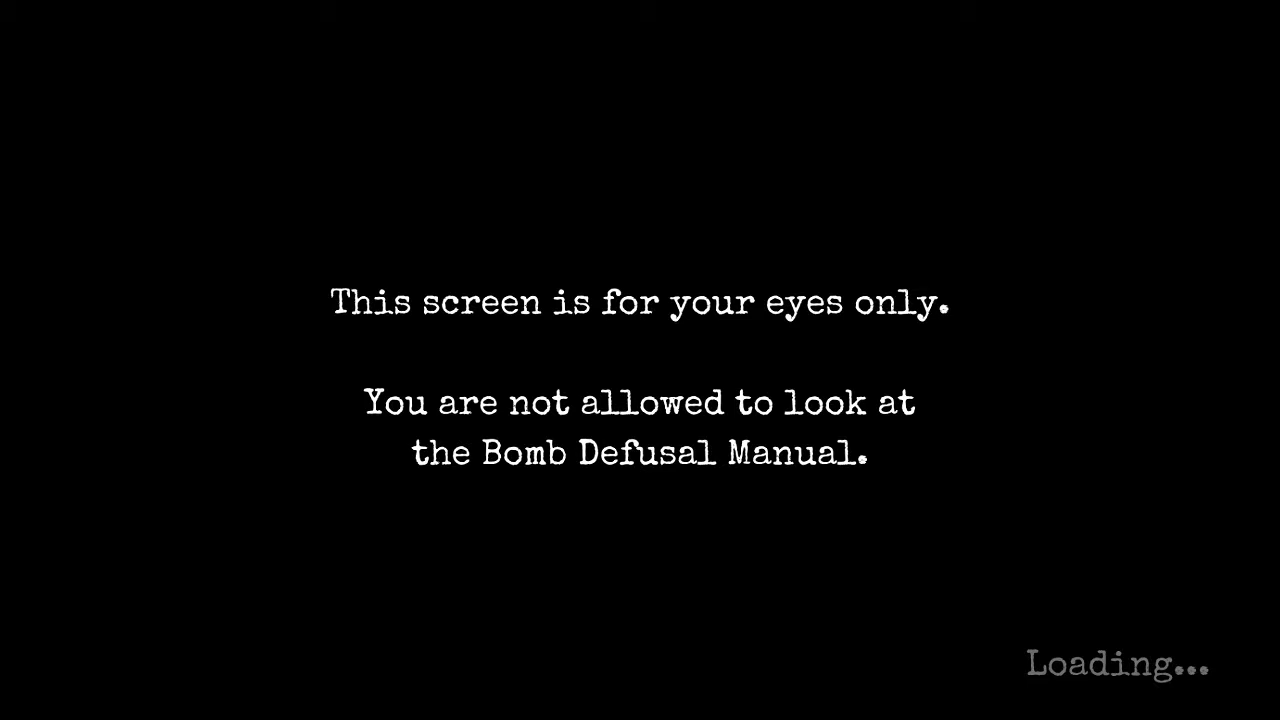 This screen is for your eyes only.
You are not allowed to look at
the Bomb Defusal Manual.
Loading...